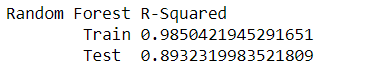 Random Forest R-Squared
Train 0.9850421945291651
Test 0.8932319983521809